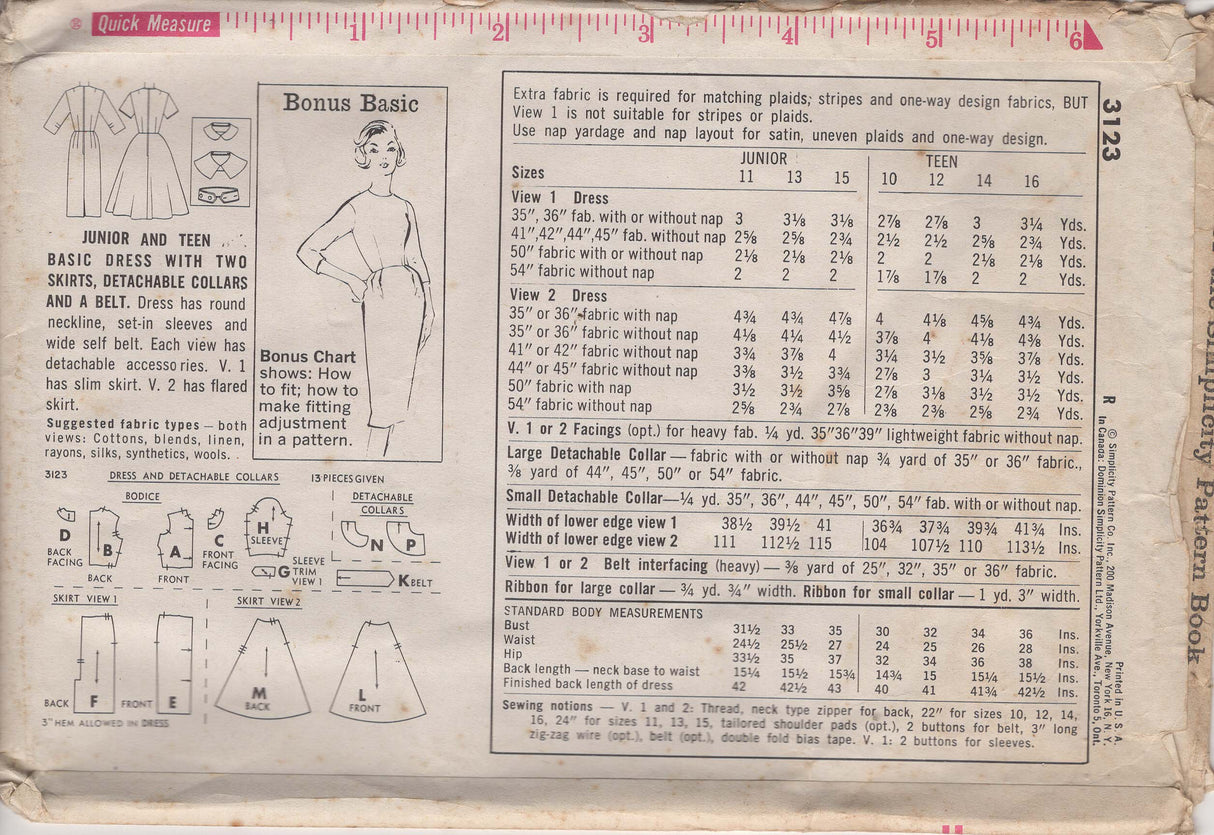 ® Quick Measure
1 2 3 4 5 6
Bonus Basic
Bonus Chart
shows: How
to fit; how to
make fitting
adjustment
in a pattern.
JUNIOR AND TEEN
BASIC DRESS WITH TWO
SKIRTS, DETACHABLE COLLARS
AND A BELT. Dress has round
neckline, set-in sleeves and
wide self belt. Each view has
detachable accessories. V. 1
has slim skirt. V. 2 has flared
skirt.
Suggested fabric types — both
views: Cottons, blends, linen,
rayons, silks, synthetics, wools.
3123 DRESS AND DETACHABLE COLLARS 13 PIECES GIVEN
BODICE
DETACHABLE
COLLARS
D
BACK
FACING
B
BACK
A
FRONT
C
FRONT
FACING
H
SLEEVE
G SLEEVE
TRIM
VIEW 1
N P
K BELT
SKIRT VIEW 1 SKIRT VIEW 2
BACK F FRONT E
M
BACK
L
FRONT
3" HEM ALLOWED IN DRESS
Extra fabric is required for matching plaids, stripes and one-way design fabrics, BUT
View 1 is not suitable for stripes or plaids.
Use nap yardage and nap layout for satin, uneven plaids and one-way design.
JUNIOR TEEN
Sizes 11 13 15 10 12 14 16
View 1 Dress
35", 36" fab. with or without nap 3 3⅛ 3⅛ 2⅞ 2⅞ 3 3¼ Yds.
41",42",44",45" fab. without nap 2⅝ 2⅝ 2¾ 2½ 2½ 2⅝ 2¾ Yds.
50" fabric with or without nap 2⅛ 2⅛ 2⅛ 2 2 2⅛ 2⅛ Yds.
54" fabric without nap 2 2 2 1⅞ 1⅞ 2 2 Yds.
View 2 Dress
35" or 36" fabric with nap 4¾ 4¾ 4⅞ 4 4⅛ 4⅝ 4¾ Yds.
35" or 36" fabric without nap 4⅛ 4¼ 4½ 3⅞ 4 4⅛ 4⅜ Yds.
41" or 42" fabric without nap 3¾ 3⅞ 4 3¼ 3½ 3⅝ 3⅞ Yds.
44" or 45" fabric without nap 3⅜ 3½ 3¾ 2⅞ 3 3¼ 3½ Yds.
50" fabric with nap 3½ 3½ 3⅝ 2⅞ 3⅛ 3½ 3½ Yds.
54" fabric without nap 2⅝ 2¾ 2⅞ 2⅜ 2⅜ 2⅝ 2¾ Yds.
V. 1 or 2 Facings (opt.) for heavy fab. ¼ yd. 35"36"39" lightweight fabric without nap.
Large Detachable Collar — fabric with or without nap ¾ yard of 35" or 36" fabric.,
⅜ yard of 44", 45", 50" or 54" fabric.
Small Detachable Collar—¼ yd. 35", 36", 44", 45", 50", 54" fab. with or without nap.
Width of lower edge view 1 38½ 39½ 41 36¾ 37¾ 39¾ 41¾ Ins.
Width of lower edge view 2 111 112½ 115 104 107½ 110 113½ Ins.
View 1 or 2 Belt interfacing (heavy) — ⅜ yard of 25", 32", 35" or 36" fabric.
Ribbon for large collar — ¾ yd. ¾" width. Ribbon for small collar — 1 yd. 3" width.
STANDARD BODY MEASUREMENTS
Bust 31½ 33 35 30 32 34 36 Ins.
Waist 24½ 25½ 27 24 25 26 28 Ins.
Hip 33½ 35 37 32 34 36 38 Ins.
Back length — neck base to waist 15¼ 15½ 15¾ 14¾ 15 15¼ 15½ Ins.
Finished back length of dress 42 42½ 43 40 41 41¾ 42½ Ins.
Sewing notions — V. 1 and 2: Thread, neck type zipper for back, 22" for sizes 10, 12, 14,
16, 24" for sizes 11, 13, 15, tailored shoulder pads (opt.), 2 buttons for belt, 3" long
zig-zag wire (opt.), belt (opt.), double fold bias tape. V. 1: 2 buttons for sleeves.
3123
R © Simplicity Pattern Co. Inc., 200 Madison Avenue, New York 16, N. Y. Printed in U.S.A.
In Canada: Dominion Simplicity Pattern Ltd., Yorkville Ave., Toronto 5, Ont.
Simplicity Pattern Book